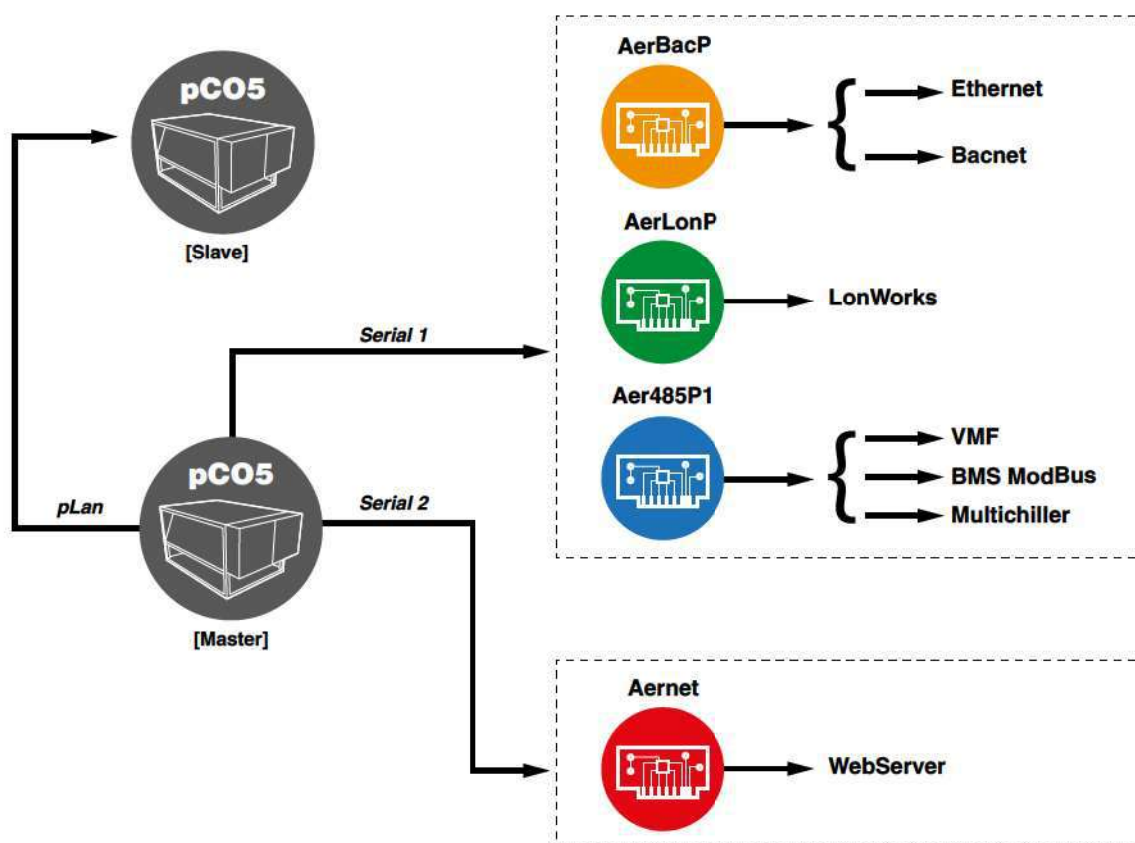 pCO5
[Slave]
pLan
pCO5
[Master]
Serial 1
Serial 2
AerBacP
Ethernet
Bacnet
AerLonP
LonWorks
Aer485P1
VMF
BMS ModBus
Multichiller
Aernet
WebServer